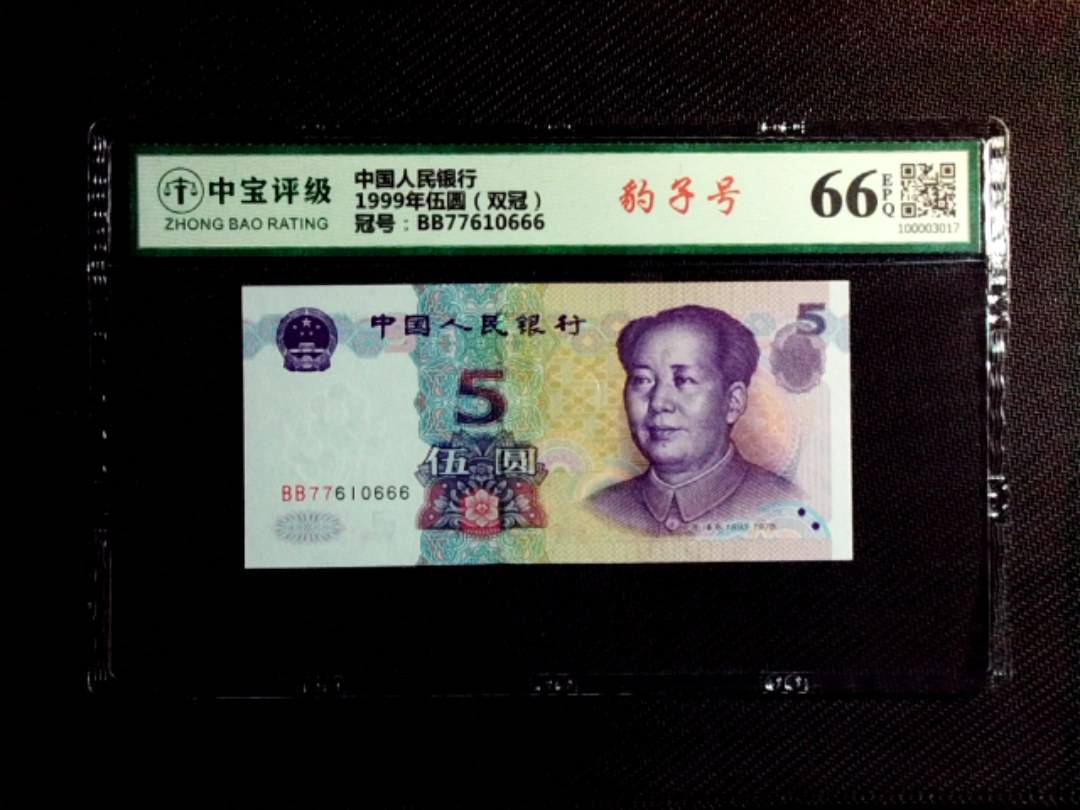 中宝评级
ZHONG BAO RATING
中国人民银行
1999年伍圆（双冠）
冠号：BB77610666
豹子号
66
EPQ
100003017
中国人民银行
5
5
伍圆
BB77610666